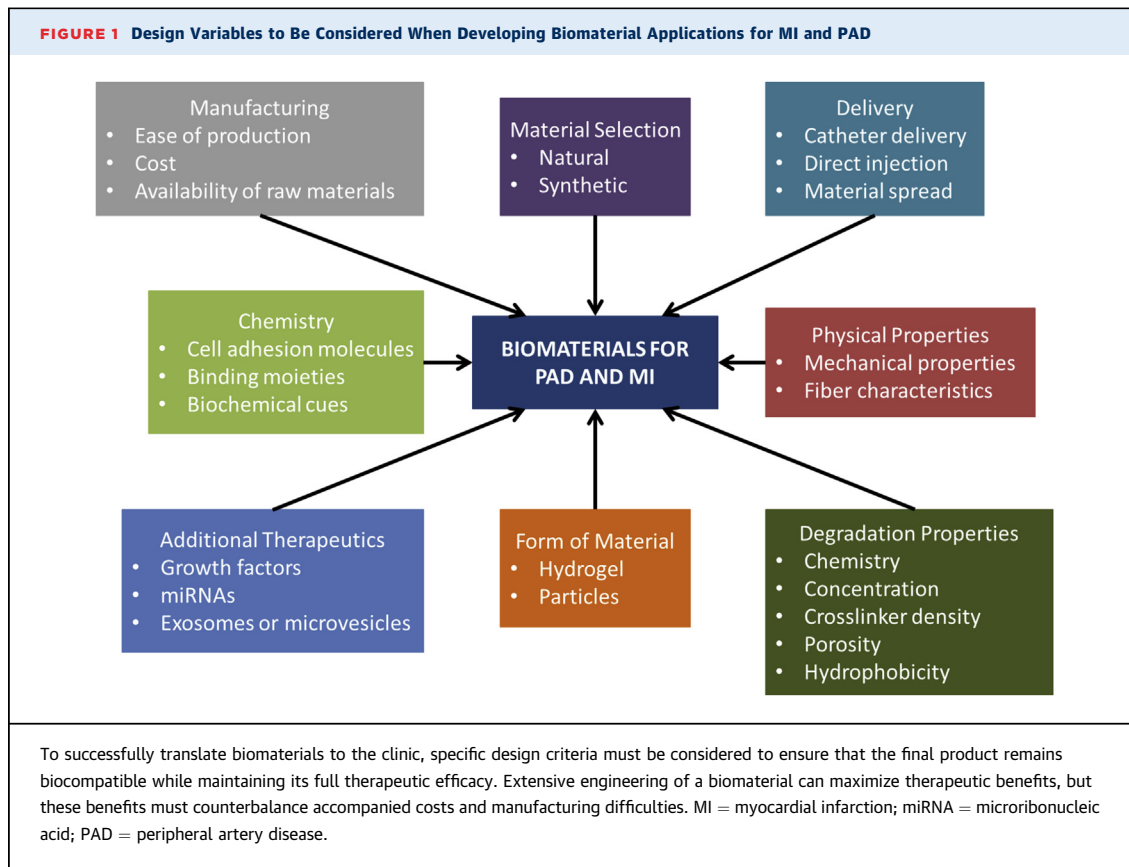 FIGURE 1 Design Variables to Be Considered When Developing Biomaterial Applications for MI and PAD
Manufacturing
• Ease of production
• Cost
• Availability of raw materials
Material Selection
• Natural
• Synthetic
Delivery
• Catheter delivery
• Direct injection
• Material spread
Chemistry
• Cell adhesion molecules
• Binding moieties
• Biochemical cues
BIOMATERIALS FOR
PAD AND MI
Physical Properties
• Mechanical properties
• Fiber characteristics
Additional Therapeutics
• Growth factors
• miRNAs
• Exosomes or microvesicles
Form of Material
• Hydrogel
• Particles
Degradation Properties
• Chemistry
• Concentration
• Crosslinker density
• Porosity
• Hydrophobicity
To successfully translate biomaterials to the clinic, specific design criteria must be considered to ensure that the final product remains
biocompatible while maintaining its full therapeutic efficacy. Extensive engineering of a biomaterial can maximize therapeutic benefits, but
these benefits must counterbalance accompanied costs and manufacturing difficulties. MI = myocardial infarction; miRNA = microribonucleic
acid; PAD = peripheral artery disease.